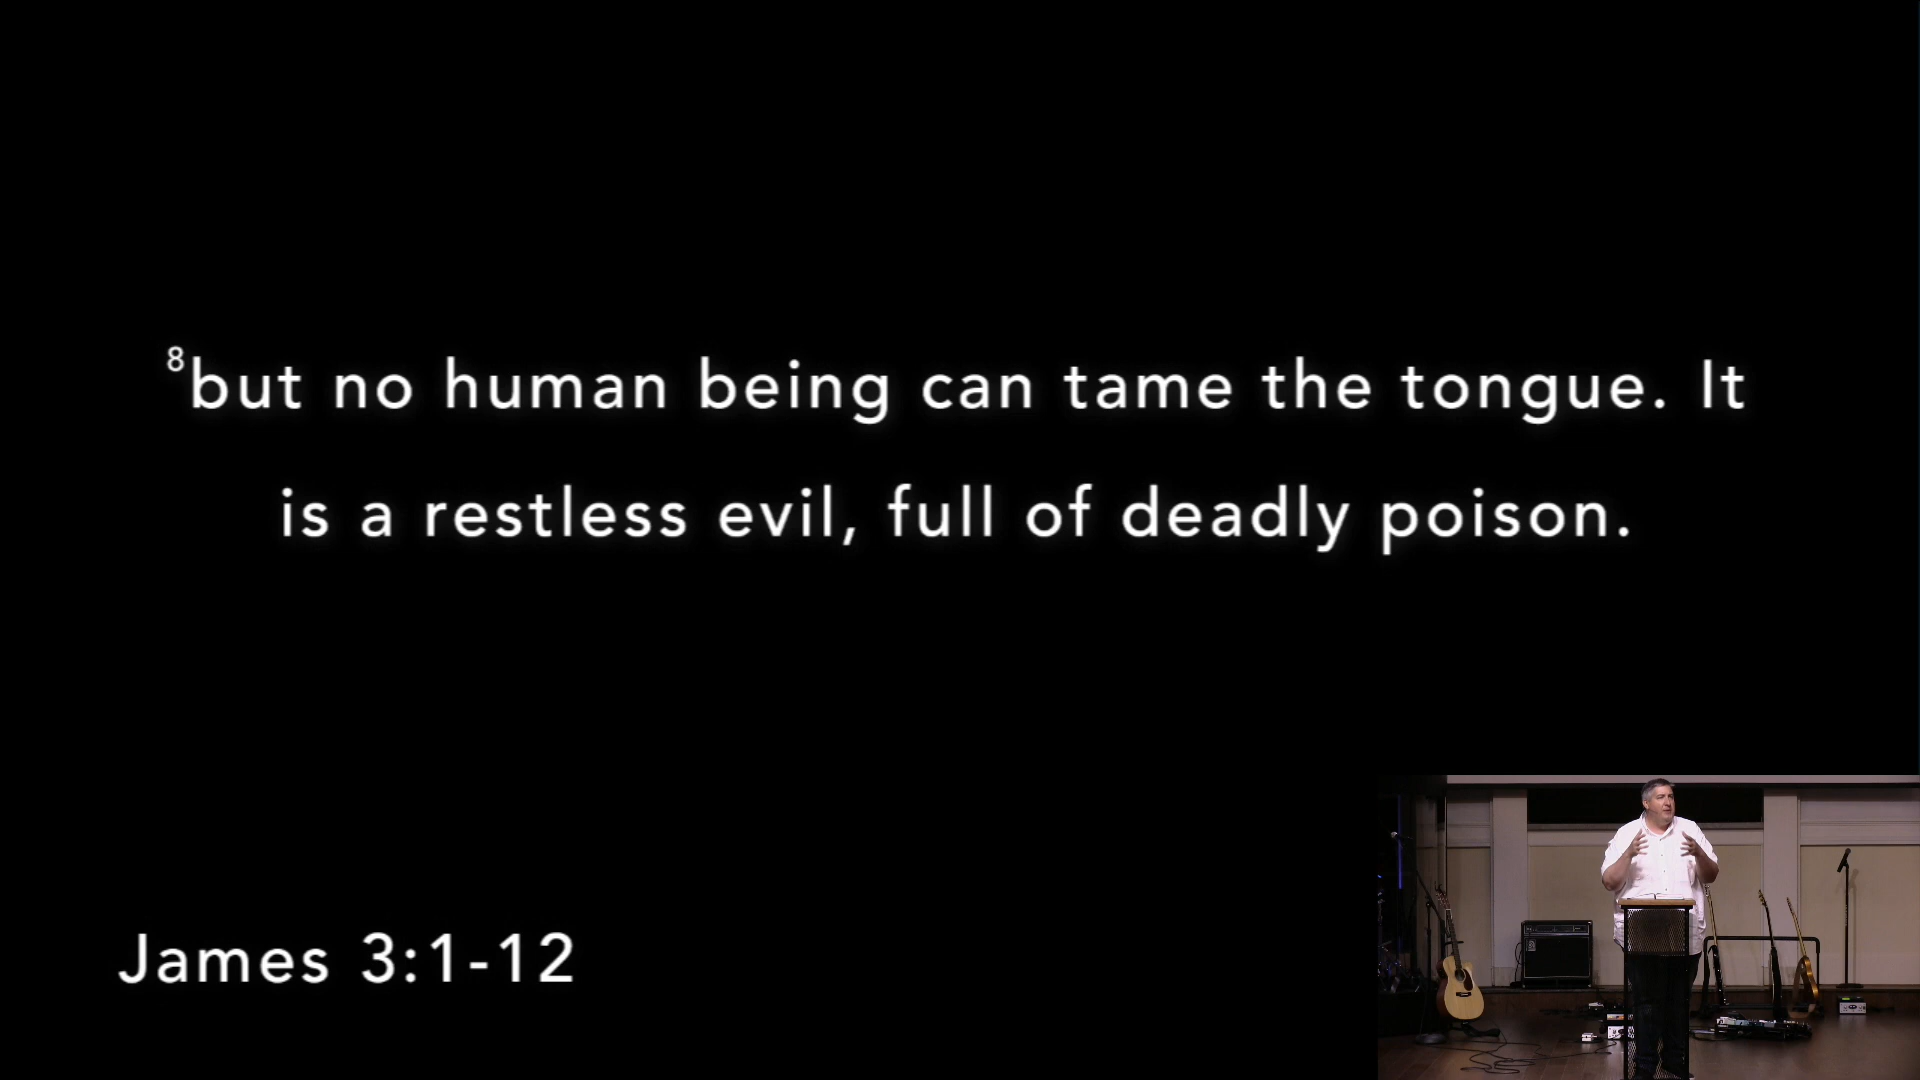 ⁸but no human being can tame the tongue. It
is a restless evil, full of deadly poison.
James 3:1-12